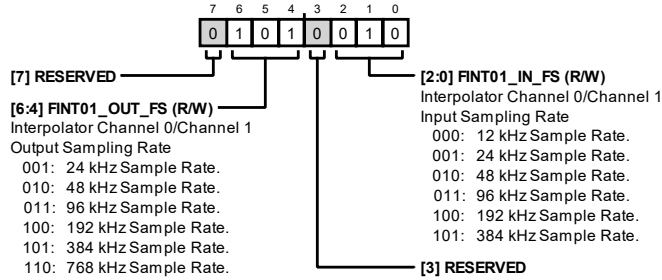 7 6 5 4 3 2 1 0
0 1 0 1 0 0 1 0
[7] RESERVED
[6:4] FINT01_OUT_FS (R/W)
Interpolator Channel 0/Channel 1
Output Sampling Rate
001: 24 kHz Sample Rate.
010: 48 kHz Sample Rate.
011: 96 kHz Sample Rate.
100: 192 kHz Sample Rate.
101: 384 kHz Sample Rate.
110: 768 kHz Sample Rate.
[2:0] FINT01_IN_FS (R/W)
Interpolator Channel 0/Channel 1
Input Sampling Rate
000: 12 kHz Sample Rate.
001: 24 kHz Sample Rate.
010: 48 kHz Sample Rate.
011: 96 kHz Sample Rate.
100: 192 kHz Sample Rate.
101: 384 kHz Sample Rate.
[3] RESERVED